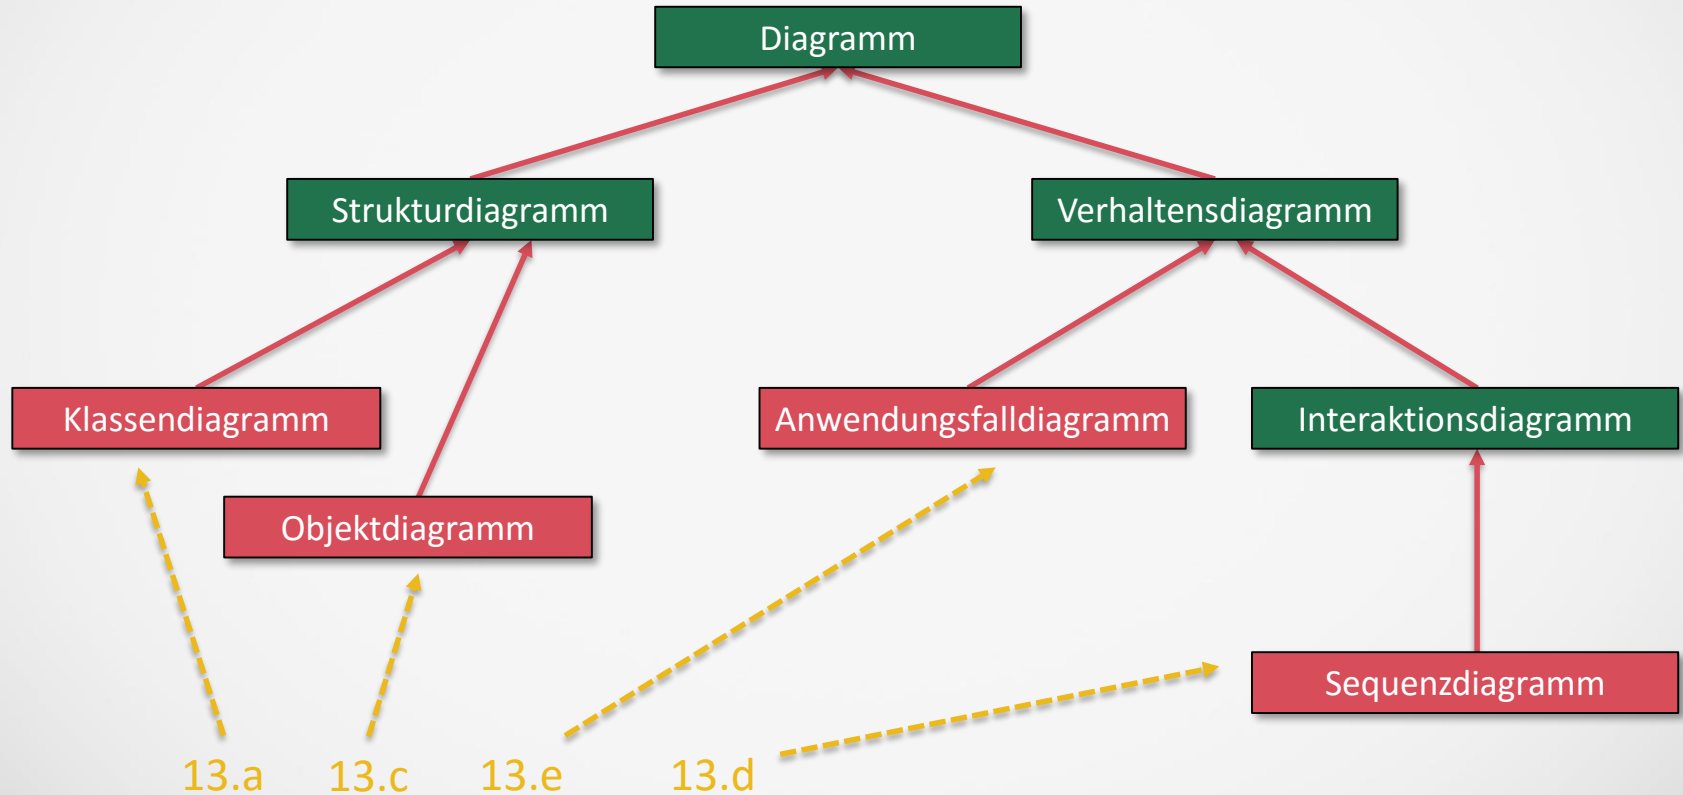 Diagramm
Strukturdiagramm
Verhaltensdiagramm
Klassendiagramm
Anwendungsfalldiagramm
Interaktionsdiagramm
Objektdiagramm
Sequenzdiagramm
13.a
13.c
13.e
13.d